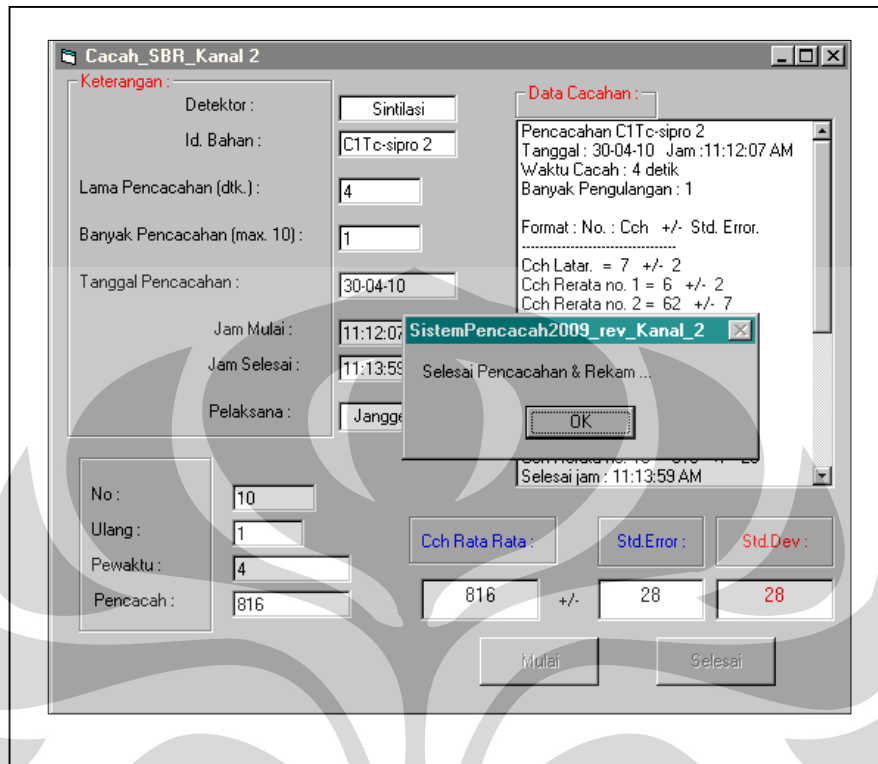 Cacah_SBR_Kanal 2
Keterangan :
Detektor :
Sintilasi
Id. Bahan :
C1Tc-sipro 2
Lama Pencacahan (dtk.) :
4
Banyak Pencacahan (max. 10) :
1
Tanggal Pencacahan :
30-04-10
Jam Mulai :
11:12:07
Jam Selesai :
11:13:59
Pelaksana :
Data Cacahan :
Pencacahan C1Tc-sipro 2
Tanggal : 30-04-10 Jam :11:12:07 AM
Waktu Cacah : 4 detik
Banyak Pengulangan : 1
Format : No. : Cch +/- Std. Error.
-----------------------------------
Cch Latar. = 7 +/- 2
Cch Rerata no. 1 = 6 +/- 2
Cch Rerata no. 2 = 62 +/- 7
Selesai jam : 11:13:59 AM
SistemPencacah2009_rev_Kanal_2
Selesai Pencacahan & Rekam ...
OK
No :
10
Ulang :
1
Pewaktu :
4
Pencacah :
816
Cch Rata Rata :
Std.Error :
Std.Dev :
816 +/- 28 28
Mulai
Selesai